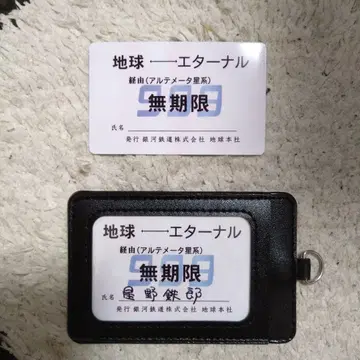 地球 ──エターナル
経由(アルテメータ星系)
999
無期限
氏名
発行 銀河鉄道株式会社 地球本社
地球 ──エターナル
経由(アルテメータ星系)
999
無期限
氏名 星野鉄郎
発行 銀河鉄道株式会社 地球本社